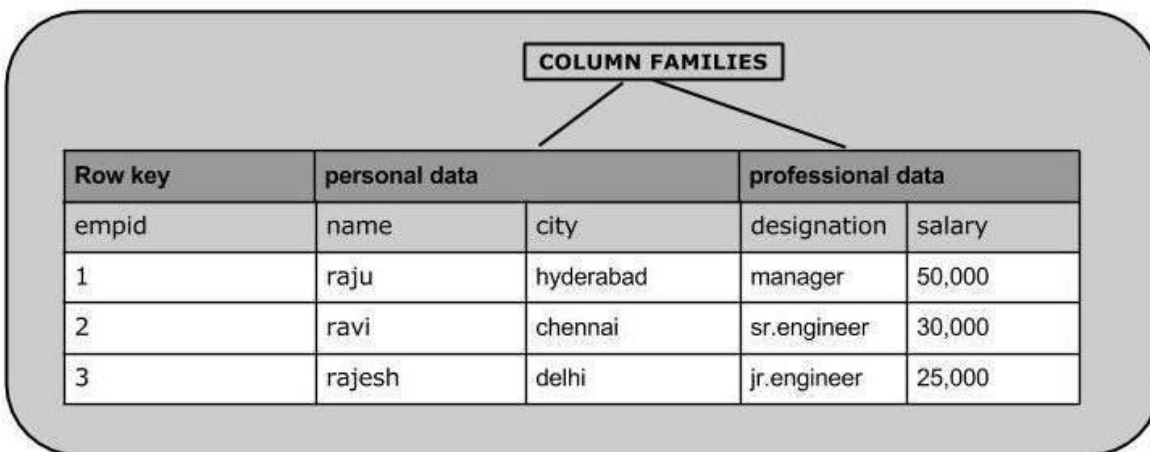 COLUMN FAMILIES
Row key personal data professional data
empid name city designation salary
1 raju hyderabad manager 50,000
2 ravi chennai sr.engineer 30,000
3 rajesh delhi jr.engineer 25,000